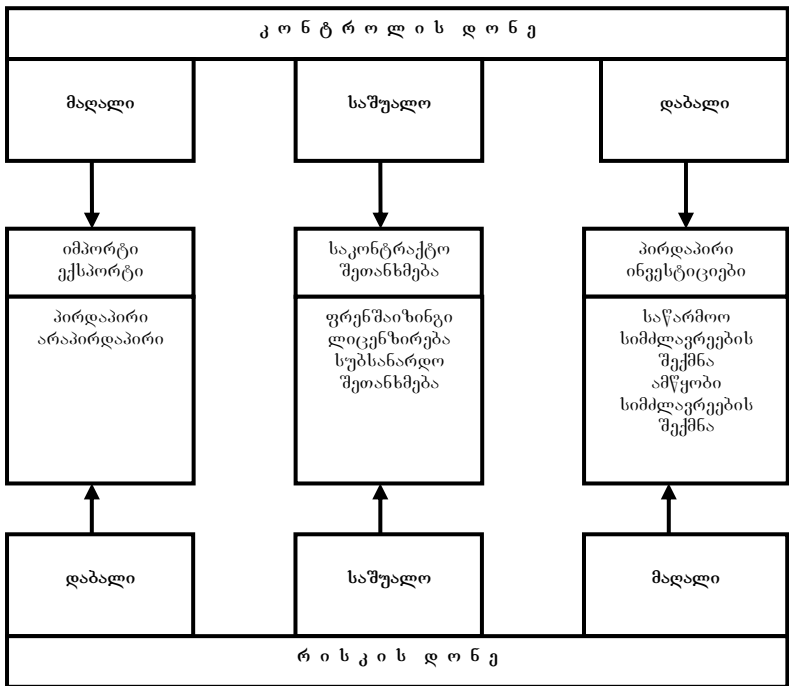 კ ო ნ ტ რ ო ლ ი ს  დ ო ნ ე
მაღალი
საშუალო
დაბალი
იმპორტი
ექსპორტი
საკონტრაქტო
შეთანხმება
პირდაპირი
ინვესტიციები
პირდაპირი
არაპირდაპირი
ფრენშაიზინგი
ლიცენზირება
სუბსანარდო
შეთანხმება
საწარმოო
სიმძლავრეების
შექმნა
ამწყობი
სიმძლავრეების
შექმნა
დაბალი
საშუალო
მაღალი
რ ი ს კ ი ს  დ ო ნ ე